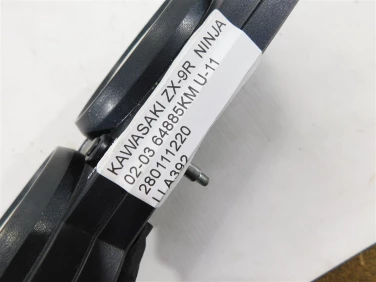 KAWASAKI ZX-9R NINJA
02-03 64885KM U-11
280111220
LLA392